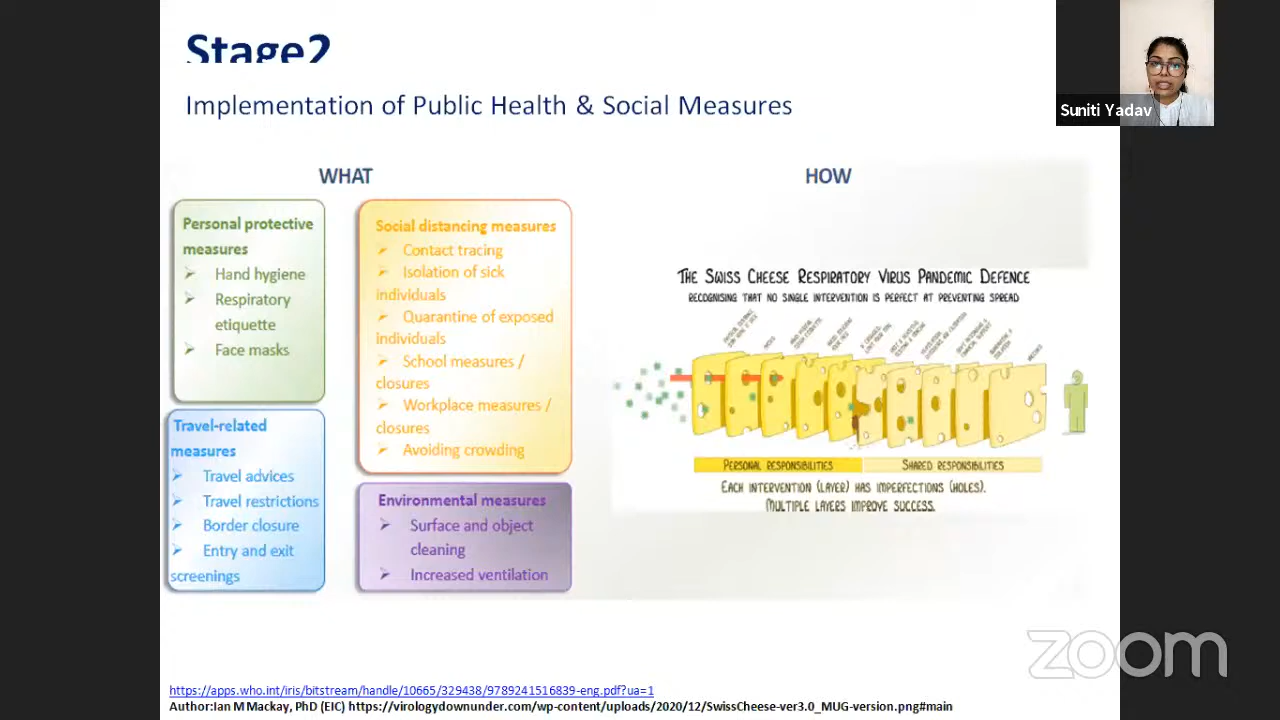 Stage2
Implementation of Public Health & Social Measures
Suniti Yadav
WHAT
Personal protective
measures
Hand hygiene
Respiratory
etiquette
Face masks
Travel-related
measures
Travel advices
Travel restrictions
Border closure
Entry and exit
screenings
Social distancing measures
Contact tracing
Isolation of sick
individuals
Quarantine of exposed
individuals
School measures /
closures
Workplace measures /
closures
Avoiding crowding
Environmental measures
Surface and object
cleaning
Increased ventilation
HOW
THE SWISS CHEESE RESPIRATORY VIRUS PANDEMIC DEFENCE
RECOGNISING THAT NO SINGLE INTERVENTION IS PERFECT AT PREVENTING SPREAD
MASKS
PERSONAL RESPONSIBILITIES
SHARED RESPONSIBILITIES
EACH INTERVENTION (LAYER) HAS IMPERFECTIONS (HOLES).
MULTIPLE LAYERS IMPROVE SUCCESS.
zoom
https://apps.who.int/iris/bitstream/handle/10665/329438/9789241516839-eng.pdf?ua=1
Author:Ian M Mackay, PhD (EIC) https://virologydownunder.com/wp-content/uploads/2020/12/SwissCheese-ver3.0_MUG-version.png#main